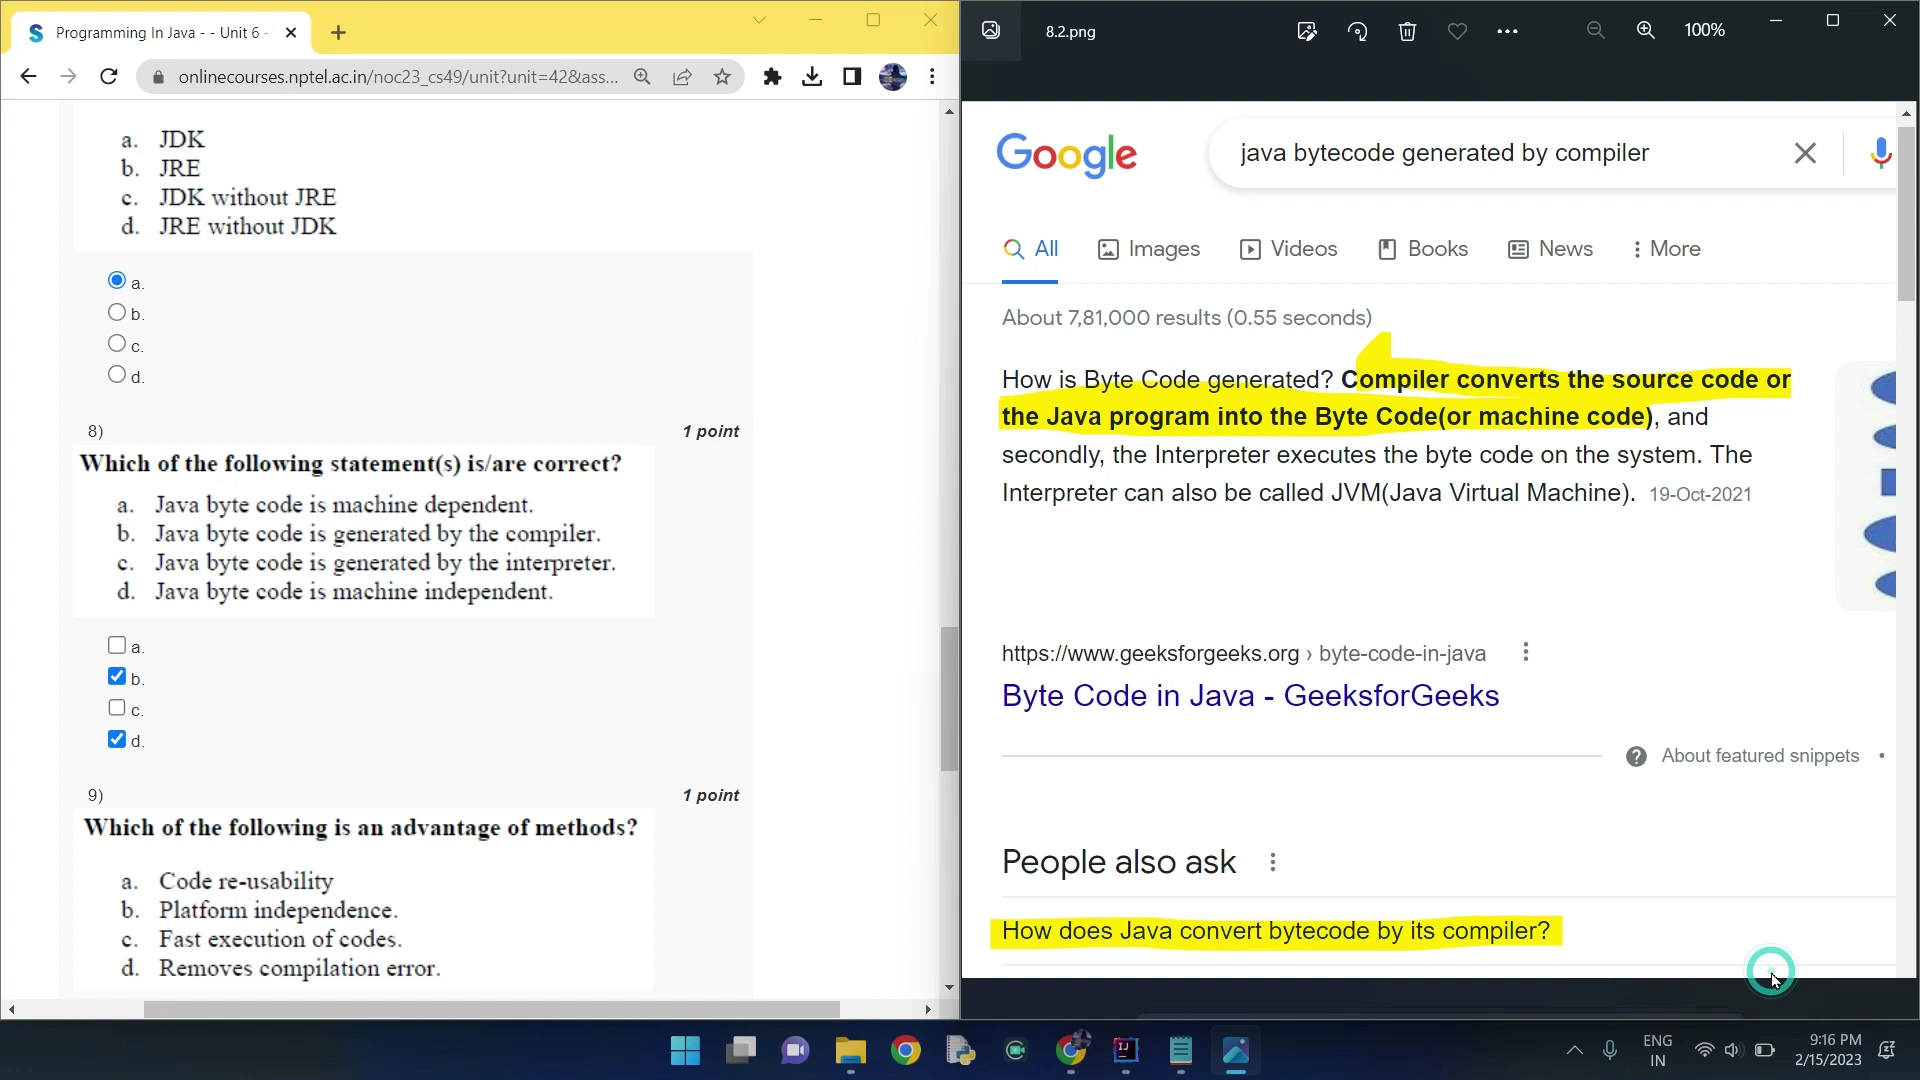 Programming In Java - - Unit 6 -
onlinecourses.nptel.ac.in/noc23_cs49/unit?unit=42&ass...
a. JDK
b. JRE
c. JDK without JRE
d. JRE without JDK
a.
b.
c.
d.
8)
1 point
Which of the following statement(s) is/are correct?
a. Java byte code is machine dependent.
b. Java byte code is generated by the compiler.
c. Java byte code is generated by the interpreter.
d. Java byte code is machine independent.
a.
b.
c.
d.
9)
1 point
Which of the following is an advantage of methods?
a. Code re-usability
b. Platform independence.
c. Fast execution of codes.
d. Removes compilation error.
8.2.png
100%
Google
java bytecode generated by compiler
All Images Videos Books News More
About 7,81,000 results (0.55 seconds)
How is Byte Code generated? Compiler converts the source code or
the Java program into the Byte Code(or machine code), and
secondly, the Interpreter executes the byte code on the system. The
Interpreter can also be called JVM(Java Virtual Machine). 19-Oct-2021
https://www.geeksforgeeks.org › byte-code-in-java
Byte Code in Java - GeeksforGeeks
About featured snippets •
People also ask
How does Java convert bytecode by its compiler?
ENG
IN
9:16 PM
2/15/2023